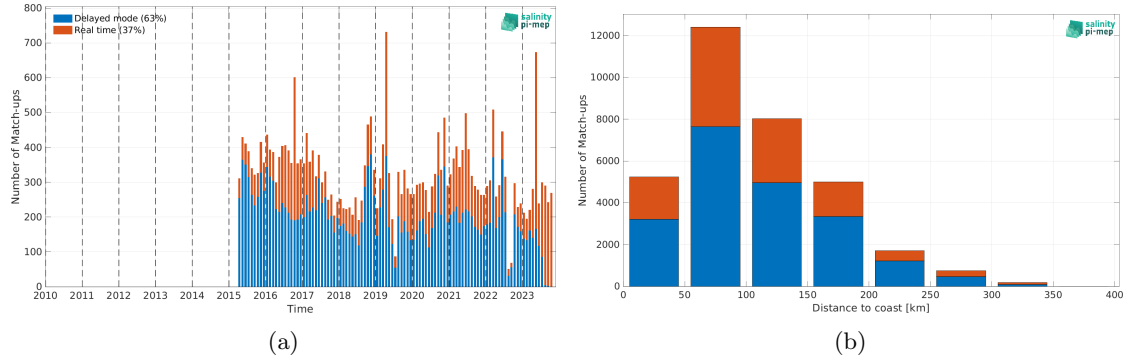 Delayed mode (63%)
Real time (37%)
salinity
pi-mep
800
700
600
500
400
300
200
100
0
Number of Match-ups
2010 2011 2012 2013 2014 2015 2016 2017 2018 2019 2020 2021 2022 2023
Time
(a)
salinity
pi-mep
12000
10000
8000
6000
4000
2000
0
Number of Match-ups
0 50 100 150 200 250 300 350 400
Distance to coast [km]
(b)